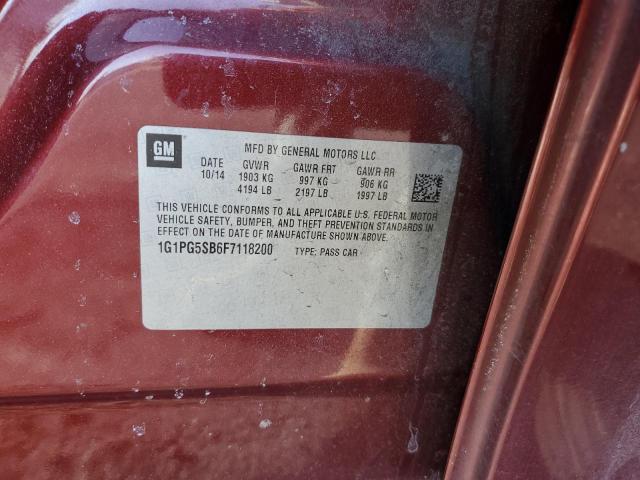 GM
MFD BY GENERAL MOTORS LLC
DATE GVWR GAWR FRT GAWR RR
10/14 1903 KG 997 KG 906 KG
4194 LB 2197 LB 1997 LB
THIS VEHICLE CONFORMS TO ALL APPLICABLE U.S. FEDERAL MOTOR
VEHICLE SAFETY, BUMPER, AND THEFT PREVENTION STANDARDS IN
EFFECT ON THE DATE OF MANUFACTURE SHOWN ABOVE.
1G1PG5SB6F7118200 TYPE: PASS CAR